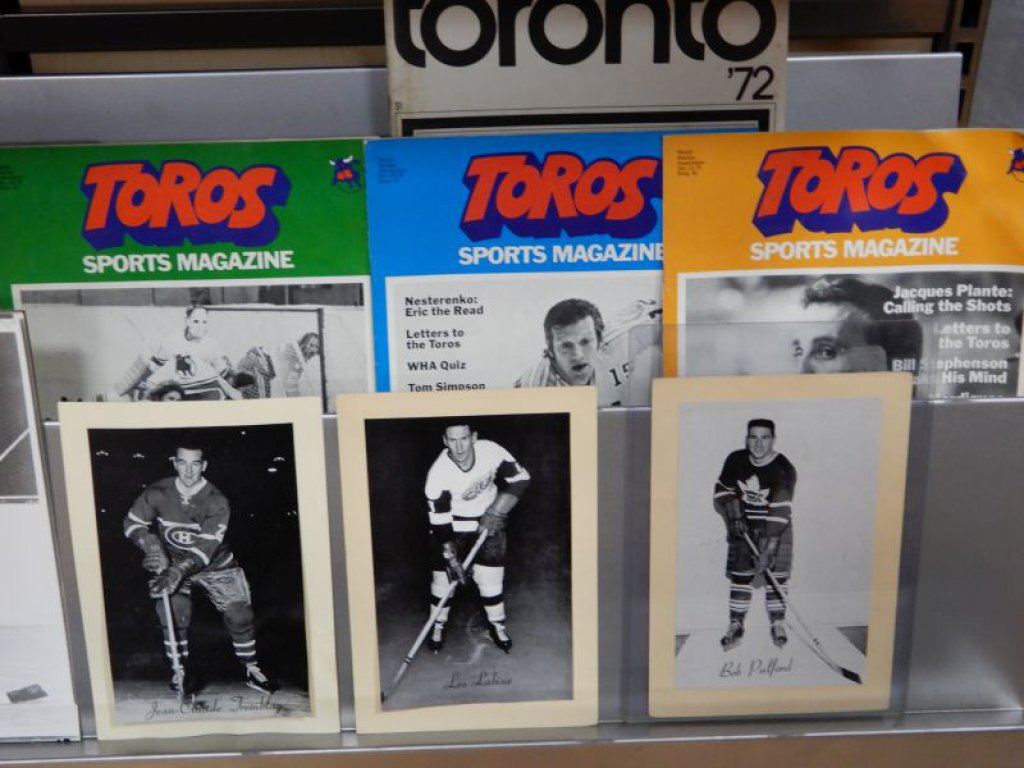 toronto
'72
TOROS
SPORTS MAGAZINE
TOROS
SPORTS MAGAZINE
Nesterenko:
Eric the Read
Letters to
the Toros
WHA Quiz
Tom Simpson
15
TOROS
SPORTS MAGAZINE
Jacques Plante:
Calling the Shots
Letters to
the Toros
Bill Stephenson
His Mind
Jean-Claude Tremblay
Leo Labine
Bob Pulford